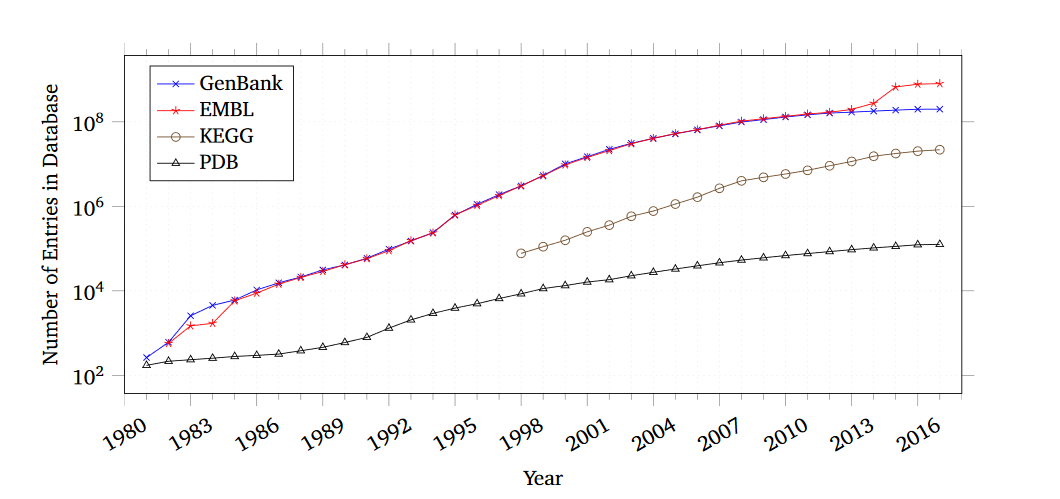 GenBank
EMBL
KEGG
PDB
Number of Entries in Database
10^8
10^6
10^4
10^2
1980 1983 1986 1989 1992 1995 1998 2001 2004 2007 2010 2013 2016
Year